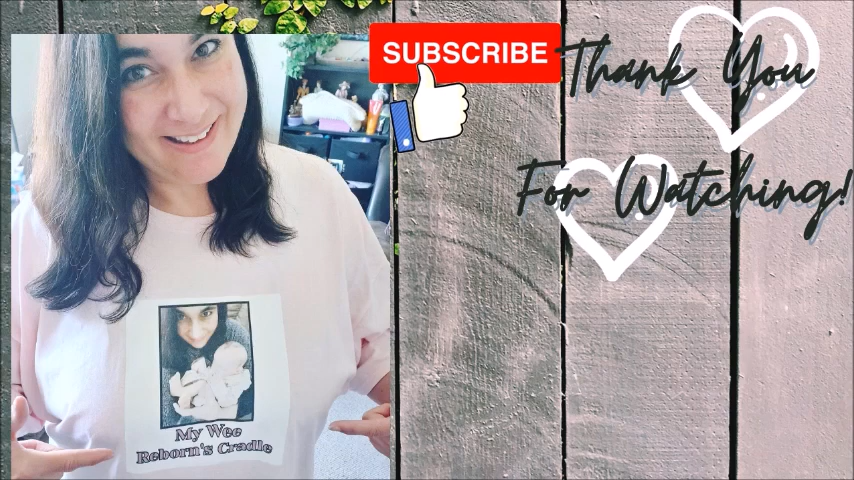 SUBSCRIBE
Thank You
For Watching!
My Wee
Reborn's Cradle